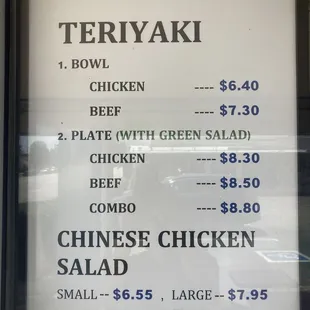 TERIYAKI
1. BOWL
CHICKEN ---- $6.40
BEEF ---- $7.30
2. PLATE (WITH GREEN SALAD)
CHICKEN ---- $8.30
BEEF ---- $8.50
COMBO ---- $8.80
CHINESE CHICKEN
SALAD
SMALL -- $6.55 , LARGE -- $7.95